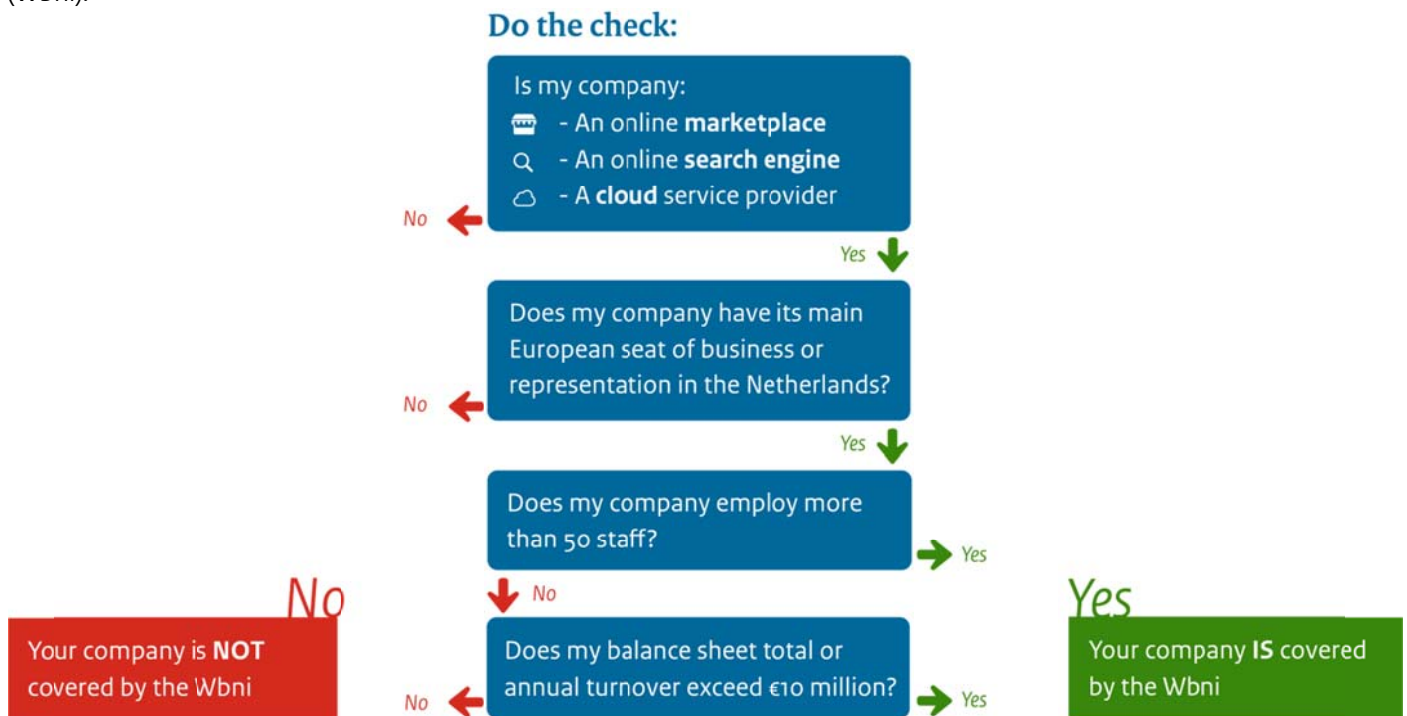 (Wbni).
Do the check:
Is my company:
- An online marketplace
- An online search engine
- A cloud service provider
No
Yes
Does my company have its main
European seat of business or
representation in the Netherlands?
No
Yes
Does my company employ more
than 50 staff?
Yes
No
No
Your company is NOT
covered by the Wbni
Does my balance sheet total or
annual turnover exceed €10 million?
No
Yes
Yes
Your company IS covered
by the Wbni